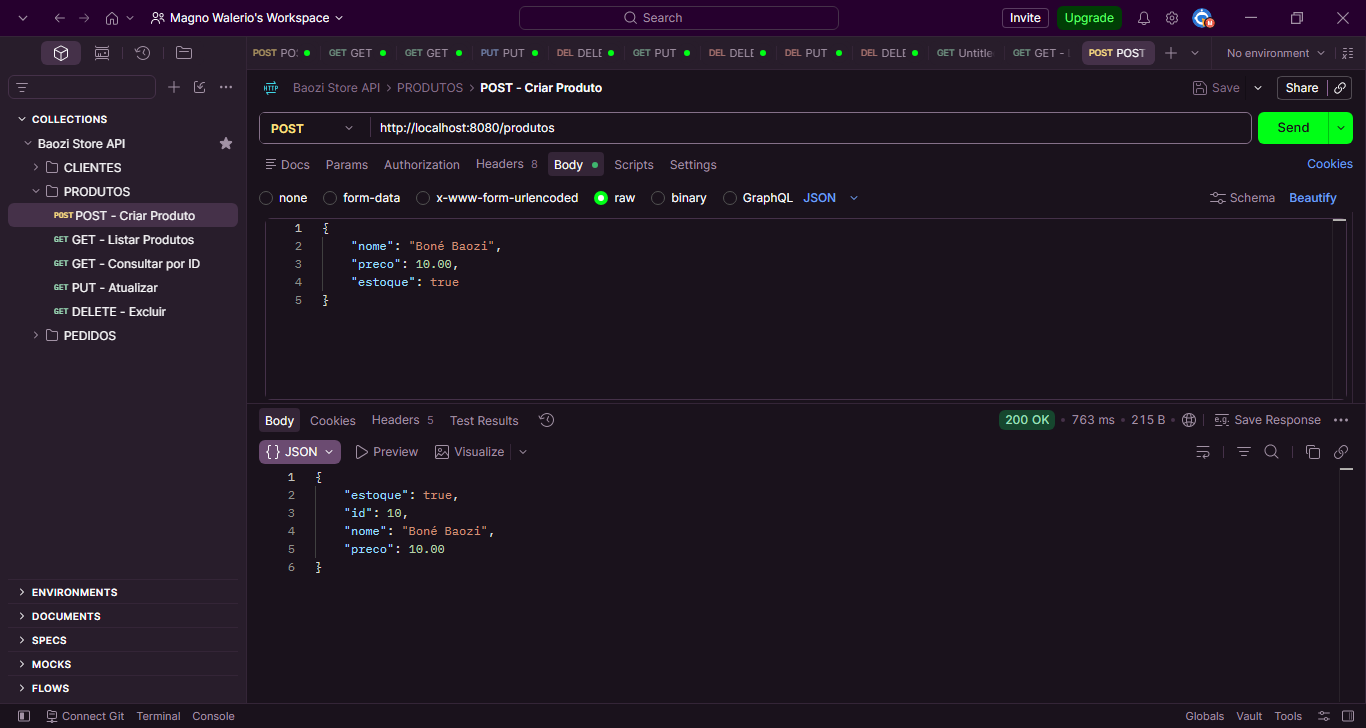 Magno Walerio's Workspace
Search
Invite
Upgrade
POST PO:
GET GET
GET GET
PUT PUT
DEL DELE
GET PUT
DEL DELE
DEL PUT
DEL DELE
GET Untitle
GET GET -
POST POST
No environment
COLLECTIONS
Baozi Store API
CLIENTES
PRODUTOS
POST POST - Criar Produto
GET GET - Listar Produtos
GET GET - Consultar por ID
GET PUT - Atualizar
GET DELETE - Excluir
PEDIDOS
ENVIRONMENTS
DOCUMENTS
SPECS
MOCKS
FLOWS
HTTP Baozi Store API > PRODUTOS > POST - Criar Produto
Save
Share
POST http://localhost:8080/produtos
Send
Docs Params Authorization Headers 8 Body Scripts Settings
Cookies
none form-data x-www-form-urlencoded raw binary GraphQL JSON
Schema Beautify
1 {
2 "nome": "Boné Baozi",
3 "preco": 10.00,
4 "estoque": true
5 }
Body Cookies Headers 5 Test Results
200 OK • 763 ms • 215 B •
e.g. Save Response
{} JSON Preview Visualize
1 {
2 "estoque": true,
3 "id": 10,
4 "nome": "Boné Baozi",
5 "preco": 10.00
6 }
Connect Git Terminal Console
Globals Vault Tools